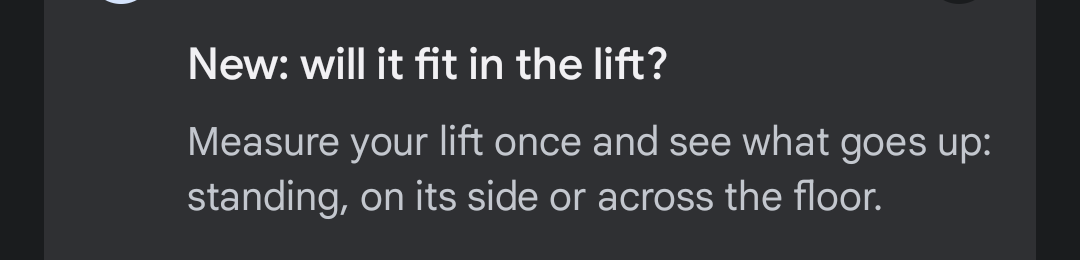 New: will it fit in the lift?
Measure your lift once and see what goes up:
standing, on its side or across the floor.